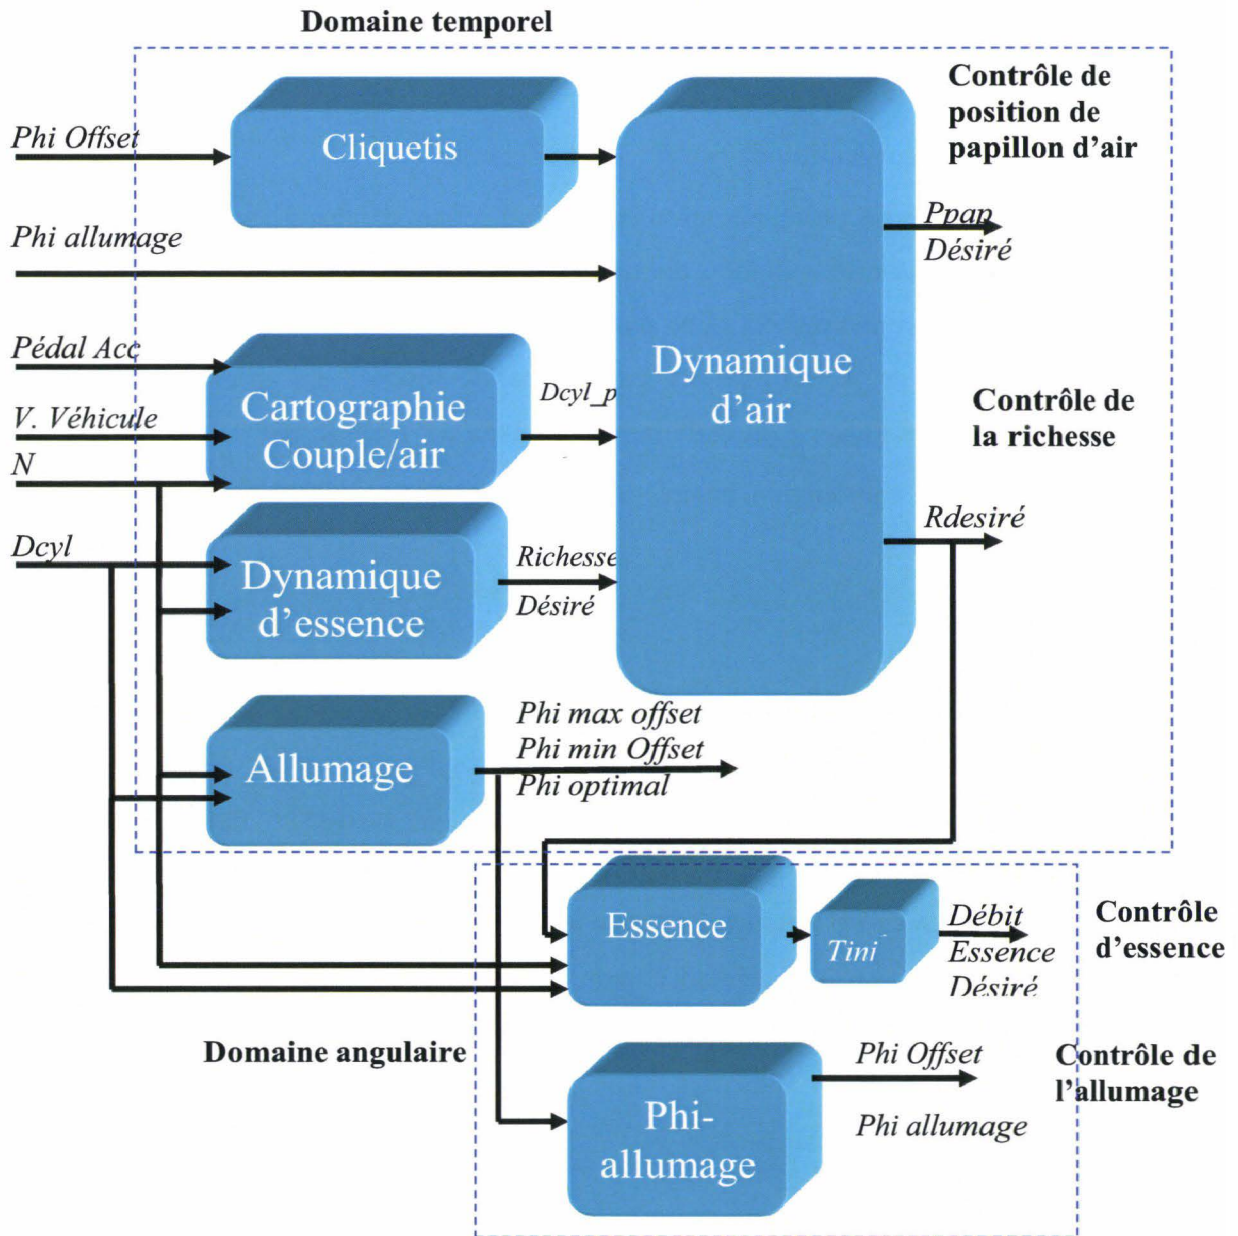 Domaine temporel
Contrôle de
position de
papillon d'air
Phi Offset
Cliquetis
Ppap
Désiré
Phi allumage
Pédal Acc
V. Véhicule
N
Cartographie
Couple/air
Dcyl_p
Dynamique
d'air
Contrôle de
la richesse
Dcyl
Dynamique
d'essence
Richesse
Désiré
Rdesiré
Allumage
Phi max offset
Phi min Offset
Phi optimal
Essence
Tini
Débit
Essence
Désiré
Contrôle
d'essence
Domaine angulaire
Phi-
allumage
Phi Offset
Phi allumage
Contrôle de
l'allumage